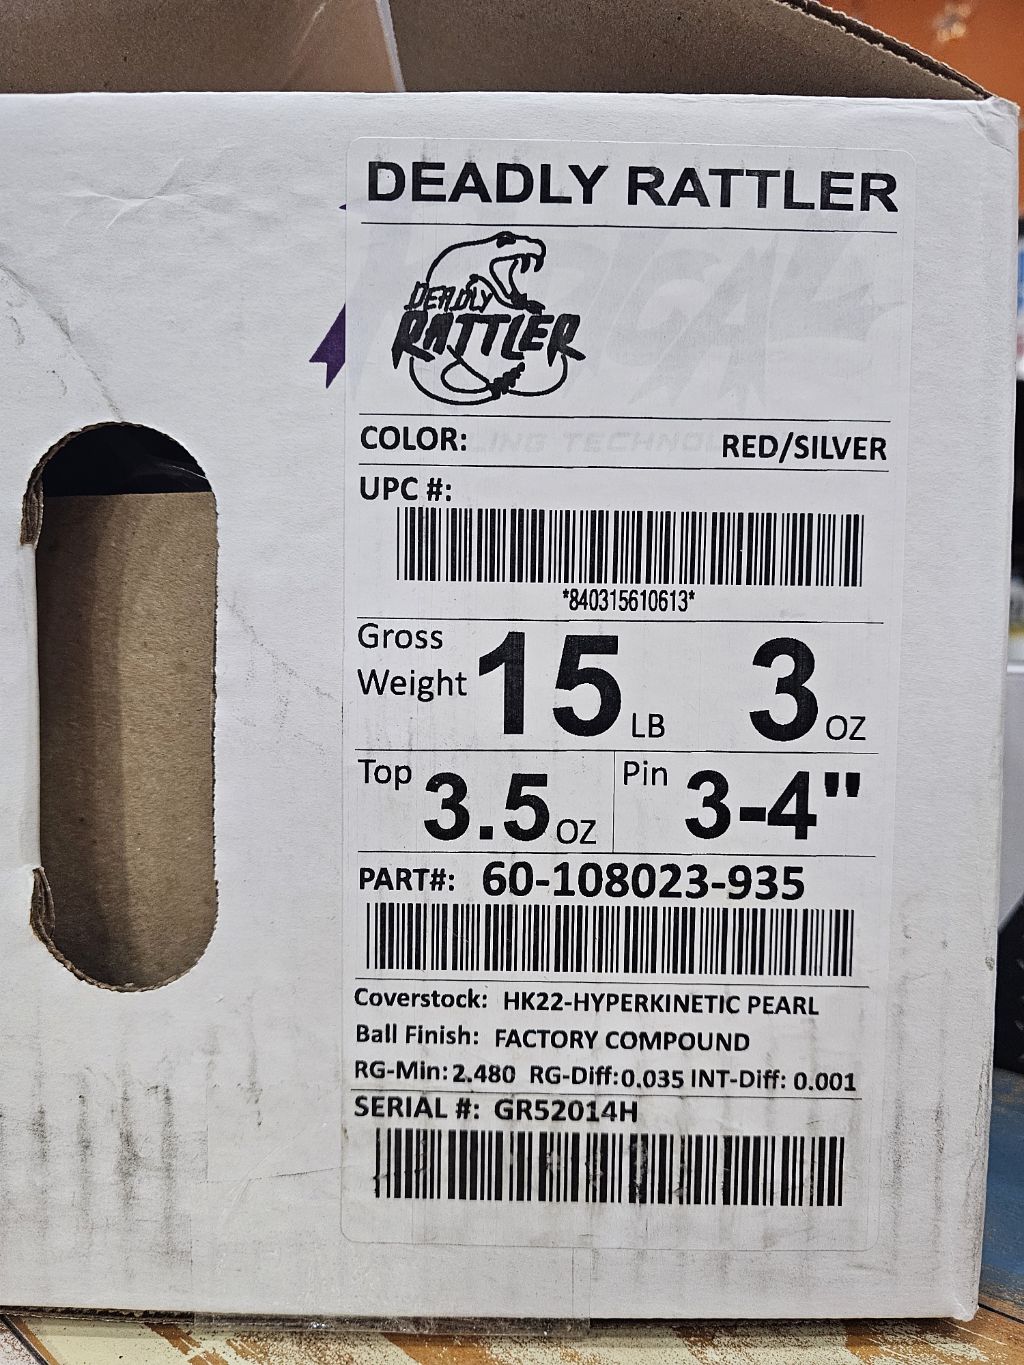 DEADLY RATTLER
DEADLY
RATTLER
COLOR: RED/SILVER
UPC #:
*840315610613*
Gross Weight 15 LB 3 OZ
Top 3.5 OZ Pin 3-4"
PART#: 60-108023-935
Coverstock: HK22-HYPERKINETIC PEARL
Ball Finish: FACTORY COMPOUND
RG-Min: 2.480 RG-Diff: 0.035 INT-Diff: 0.001
SERIAL #: GR52014H